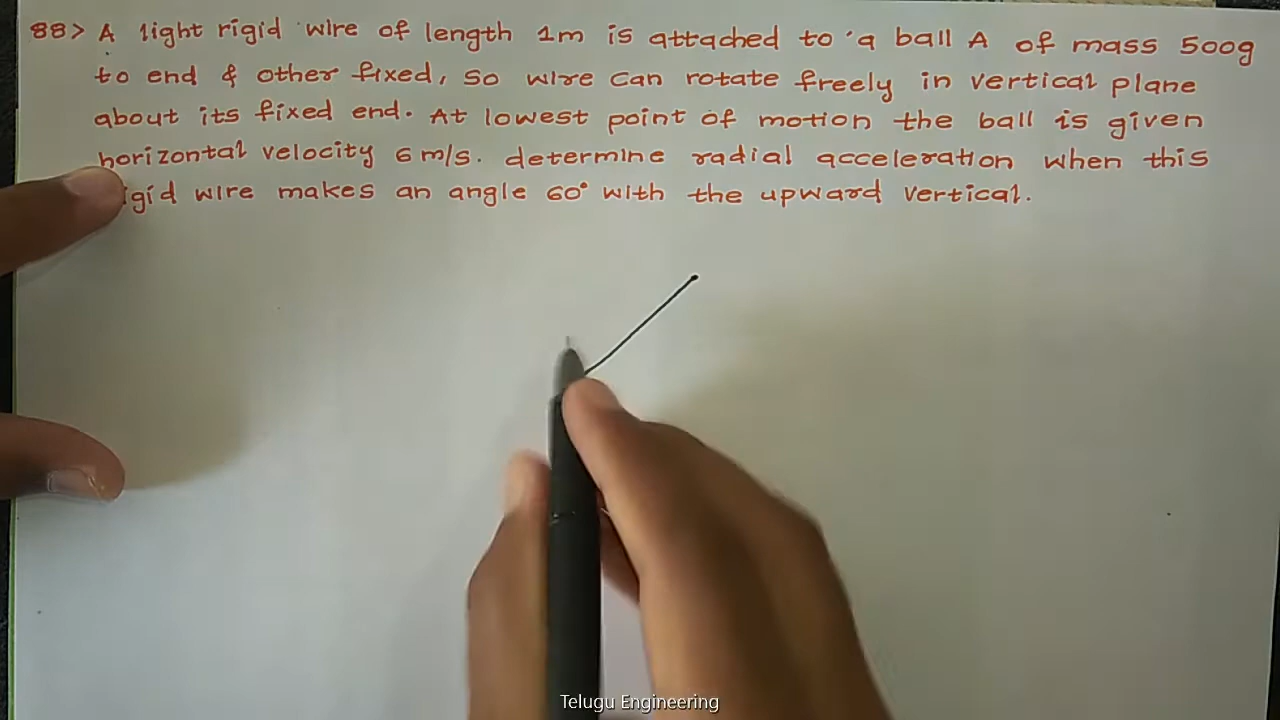 88> A light rigid wire of length 1m is attached to a ball A of mass 500g
to end & other fixed, so wire can rotate freely in vertical plane
about its fixed end. At lowest point of motion the ball is given
horizontal velocity 6 m/s. determine radial acceleration when this
rigid wire makes an angle 60° with the upward vertical.
Telugu Engineering